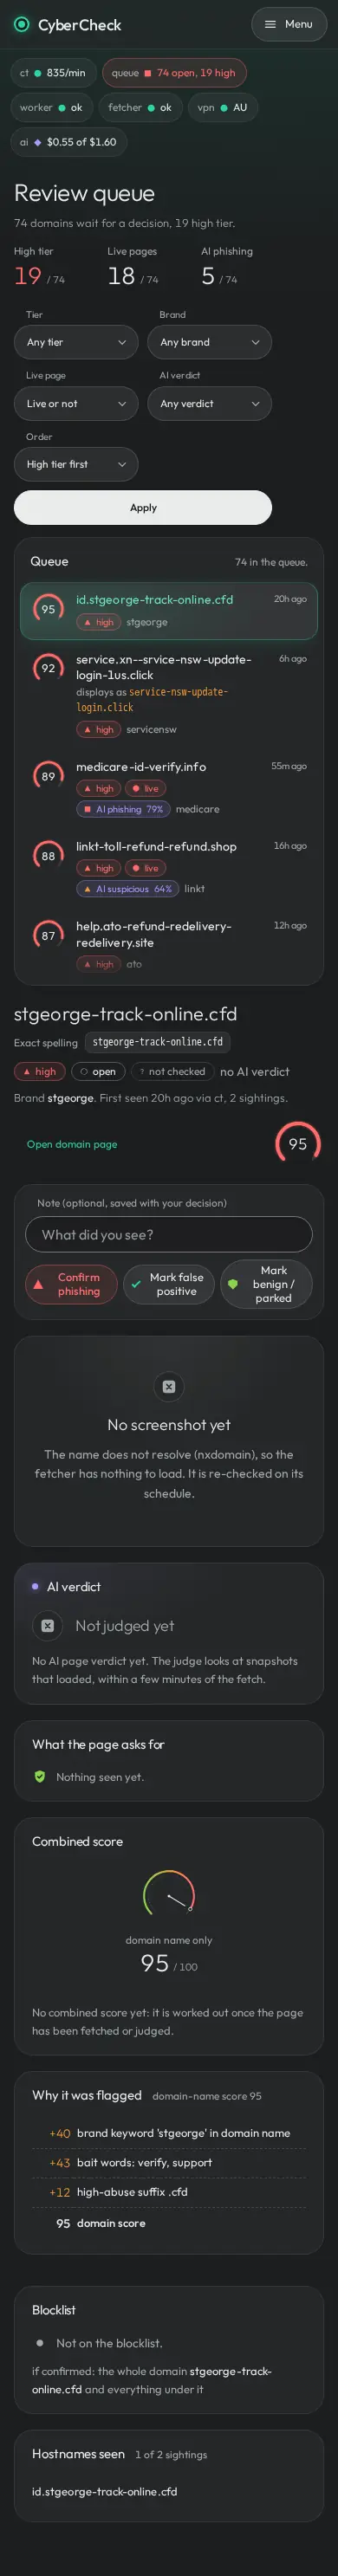 CyberCheck
Menu
ct 835/min
queue 74 open, 19 high
worker ok
fetcher ok
vpn AU
ai $0.55 of $1.60
Review queue
74 domains wait for a decision, 19 high tier.
High tier
Live pages
AI phishing
19 / 74
18 / 74
5 / 74
Tier
Brand
Any tier
Any brand
Live page
AI verdict
Live or not
Any verdict
Order
High tier first
Apply
Queue
74 in the queue.
95
id.stgeorge-track-online.cfd
20h ago
high stgeorge
92
service.xn--srvice-nsw-update-
login-1us.click
6h ago
displays as service-nsw-update-
login.click
high servicensw
89
medicare-id-verify.info
55m ago
high live
AI phishing 79% medicare
88
linkt-toll-refund-refund.shop
16h ago
high live
AI suspicious 64% linkt
87
help.ato-refund-redelivery-
redelivery.site
12h ago
high ato
stgeorge-track-online.cfd
Exact spelling stgeorge-track-online.cfd
high open ? not checked no AI verdict
Brand stgeorge. First seen 20h ago via ct, 2 sightings.
Open domain page
95
Note (optional, saved with your decision)
What did you see?
Confirm
phishing
Mark false
positive
Mark
benign /
parked
No screenshot yet
The name does not resolve (nxdomain), so the
fetcher has nothing to load. It is re-checked on its
schedule.
AI verdict
Not judged yet
No AI page verdict yet. The judge looks at snapshots
that loaded, within a few minutes of the fetch.
What the page asks for
Nothing seen yet.
Combined score
domain name only
95 / 100
No combined score yet: it is worked out once the page
has been fetched or judged.
Why it was flagged domain-name score 95
+40 brand keyword 'stgeorge' in domain name
+43 bait words: verify, support
+12 high-abuse suffix .cfd
95 domain score
Blocklist
Not on the blocklist.
if confirmed: the whole domain stgeorge-track-
online.cfd and everything under it
Hostnames seen 1 of 2 sightings
id.stgeorge-track-online.cfd